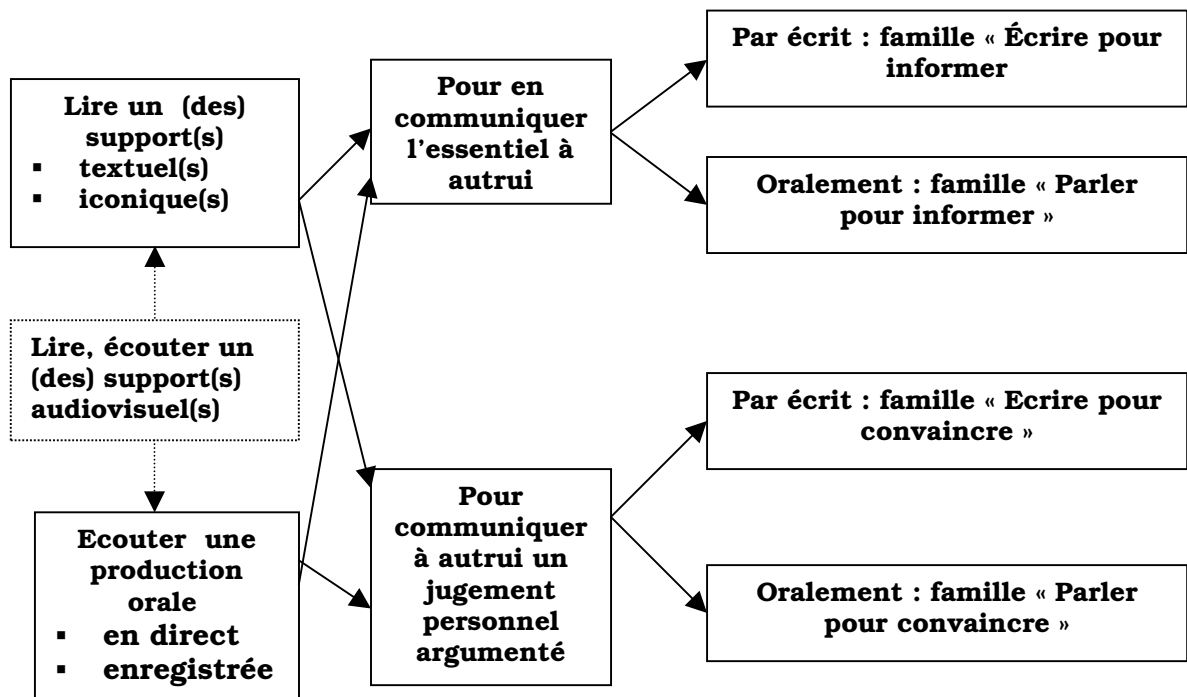 Lire un (des)
support(s)
▪ textuel(s)
▪ iconique(s)
Lire, écouter un
(des) support(s)
audiovisuel(s)
Ecouter une
production
orale
▪ en direct
▪ enregistrée
Pour en
communiquer
l’essentiel à
autrui
Pour
communiquer
à autrui un
jugement
personnel
argumenté
Par écrit : famille « Écrire pour
informer
Oralement : famille « Parler
pour informer »
Par écrit : famille « Ecrire pour
convaincre »
Oralement : famille « Parler
pour convaincre »